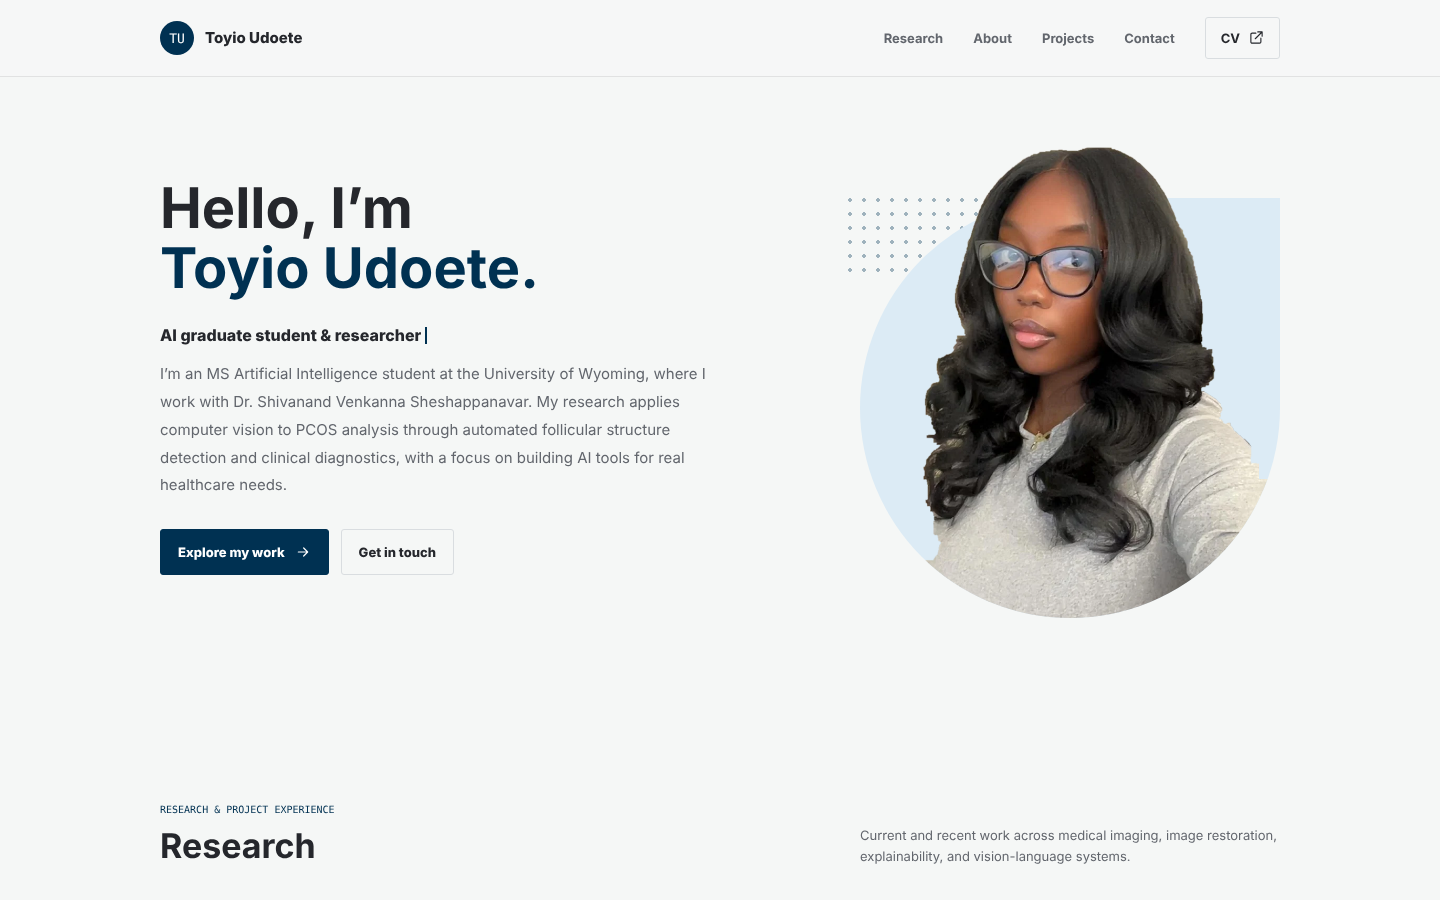 TU
Toyio Udoete
Research
About
Projects
Contact
CV
Hello, I’m
Toyio Udoete.
AI graduate student & researcher
I’m an MS Artificial Intelligence student at the University of Wyoming, where I
work with Dr. Shivanand Venkanna Sheshappanavar. My research applies
computer vision to PCOS analysis through automated follicular structure
detection and clinical diagnostics, with a focus on building AI tools for real
healthcare needs.
Explore my work
Get in touch
RESEARCH & PROJECT EXPERIENCE
Research
Current and recent work across medical imaging, image restoration,
explainability, and vision-language systems.